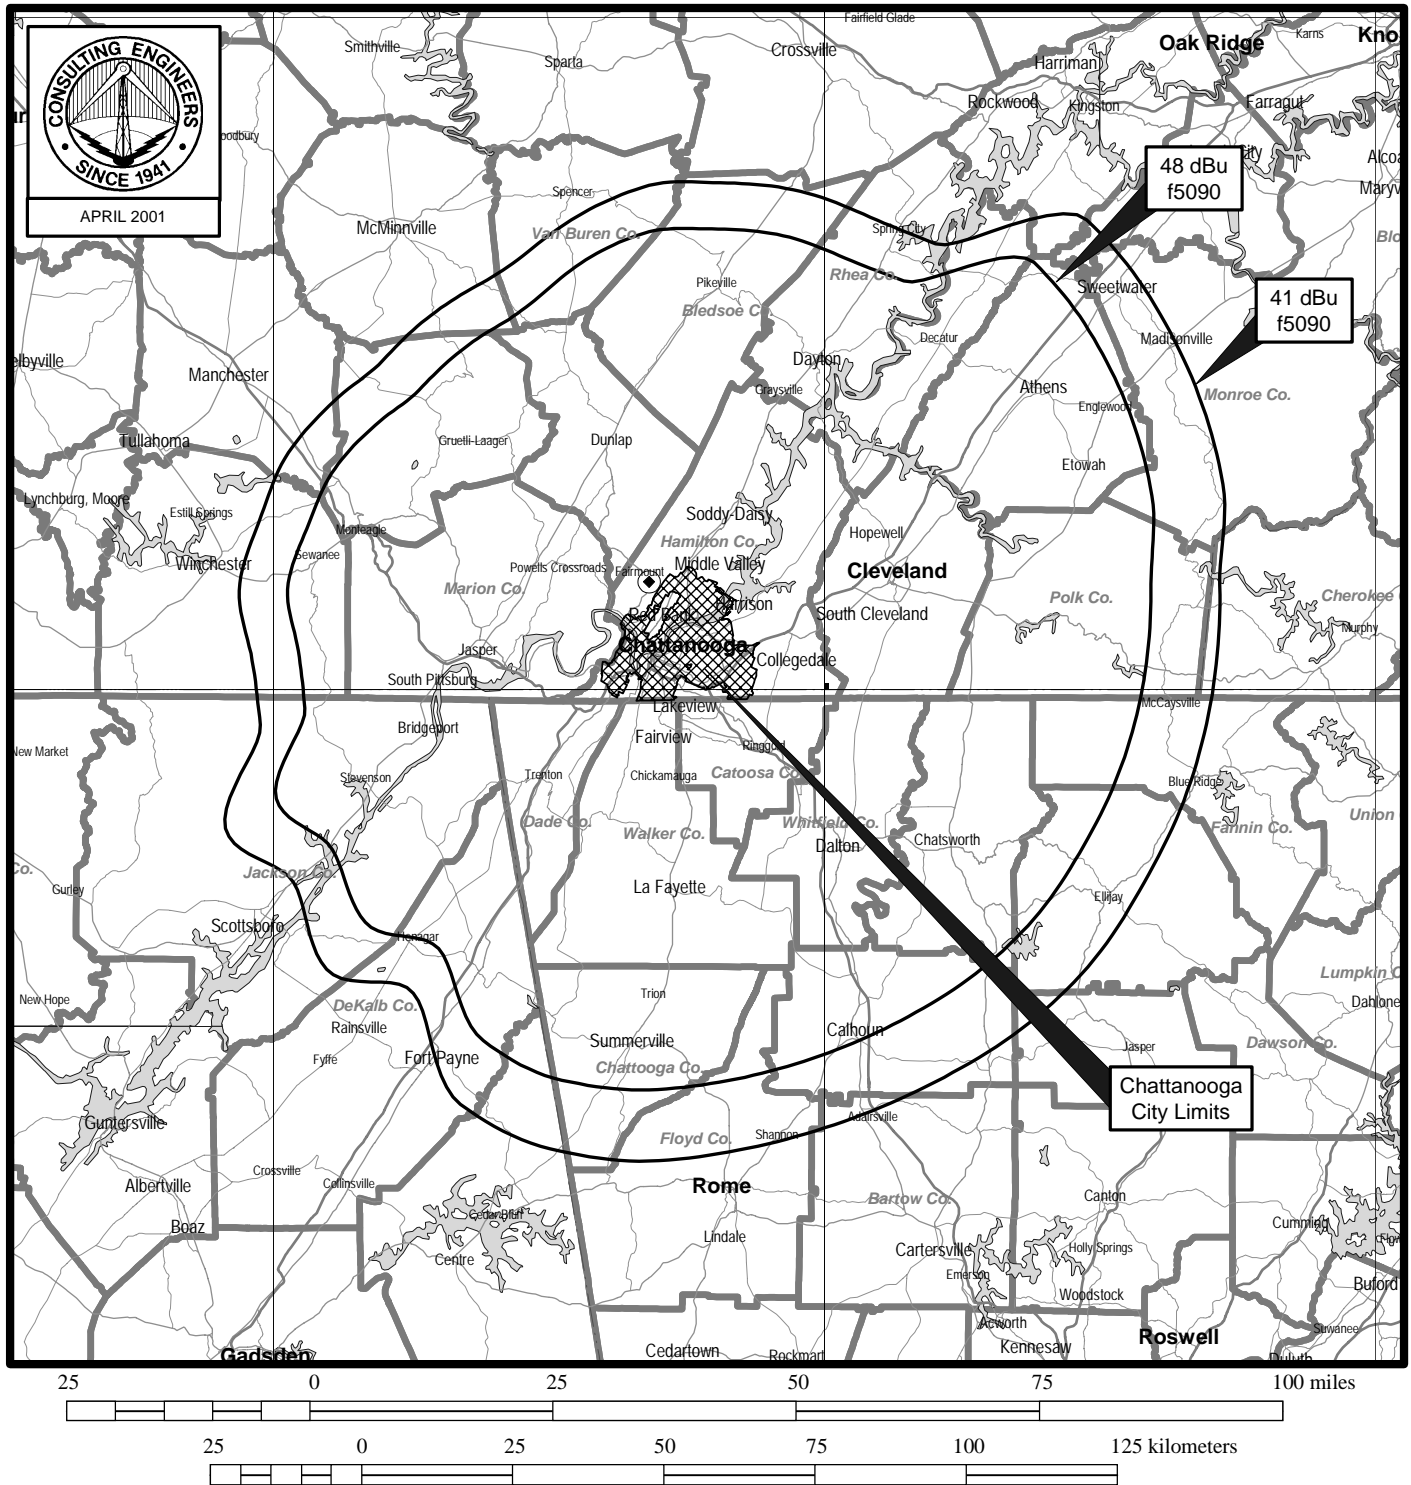 CONSULTING ENGINEERS
• SINCE 1941 •
APRIL 2001
Fairfield Glade
Smithville
Sparta
Crossville
Oak Ridge
Karns
Kno
Harriman
Rockwood
Kingston
Farragut
oodbury
City
48 dBu
f5090
Alcoa
Maryv
Spencer
McMinnville
Van Buren Co.
Spring City
Blo
Rhea Co.
Pikeville
Bledsoe Co.
Sweetwater
41 dBu
f5090
elbyville
Manchester
Decatur
Madisonville
Dayton
Graysville
Athens
Monroe Co.
Englewood
Tullahoma
Gruetli-Laager
Dunlap
Etowah
Lynchburg, Moore
Estill Springs
Soddy-Daisy
Monteagle
Hopewell
Hamilton Co.
Sewanee
Winchester
Powells Crossroads
Fairmount
Middle Valley
Cleveland
Marion Co.
Polk Co.
Cherokee
Harrison
Red Bank
South Cleveland
Murphy
Chattanooga
Jasper
Collegedale
South Pittsburg
Lakeview
McCaysville
Bridgeport
Fairview
Ringgold
New Market
Stevenson
Trenton
Chickamauga
Catoosa Co.
Blue Ridge
Dade Co.
Walker Co.
Whitfield Co.
Fannin Co.
Union
Dalton
Chatsworth
Co.
Jackson Co.
Gurley
La Fayette
Ellijay
Scottsboro
Henagar
Lumpkin C
New Hope
DeKalb Co.
Trion
Dahlone
Rainsville
Calhoun
Summerville
Fyffe
Fort Payne
Jasper
Dawson Co.
Chattooga Co.
Chattanooga
City Limits
Guntersville
Adairsville
Floyd Co.
Shannon
Crossville
Albertville
Collinsville
Rome
Bartow Co.
Canton
Boaz
Cedar Bluff
Cumming
Lindale
Centre
Cartersville
Holly Springs
Emerson
Woodstock
Buford
Acworth
Roswell
Suwanee
Gadsden
Cedartown
Rockmart
Kennesaw
Duluth
25 0 25 50 75 100 miles
25 0 25 50 75 100 125 kilometers